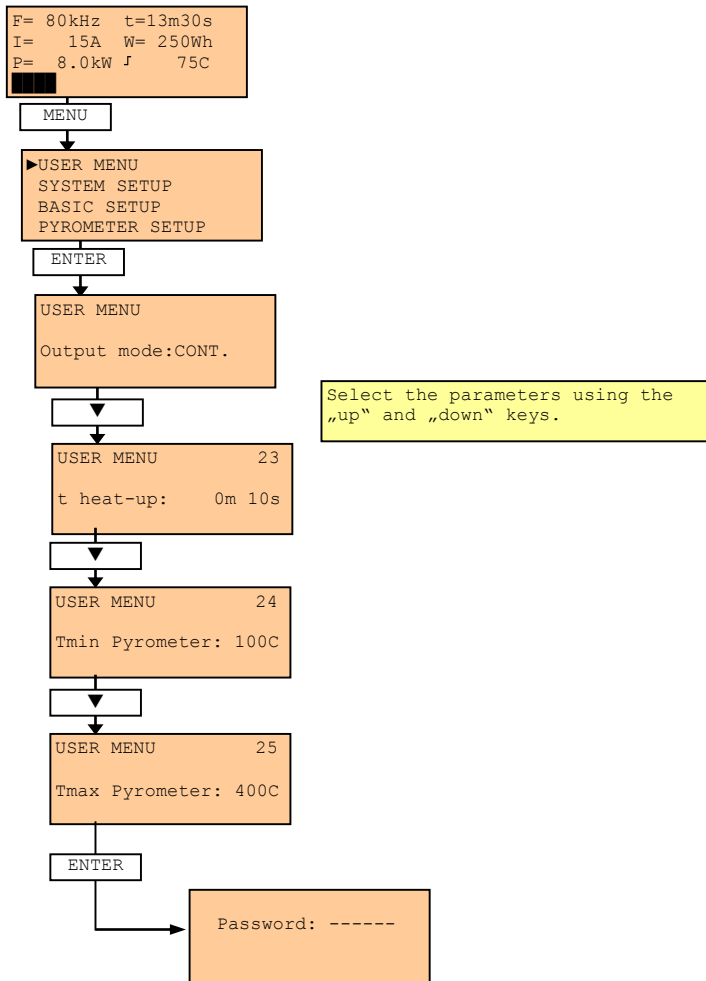 F= 80kHz t=13m30s
I= 15A W= 250Wh
P= 8.0kW ᒎ 75C
MENU
►USER MENU
SYSTEM SETUP
BASIC SETUP
PYROMETER SETUP
ENTER
USER MENU
Output mode:CONT.
▼
Select the parameters using the
„up“ and „down“ keys.
USER MENU 23
t heat-up: 0m 10s
▼
USER MENU 24
Tmin Pyrometer: 100C
▼
USER MENU 25
Tmax Pyrometer: 400C
ENTER
Password: ------